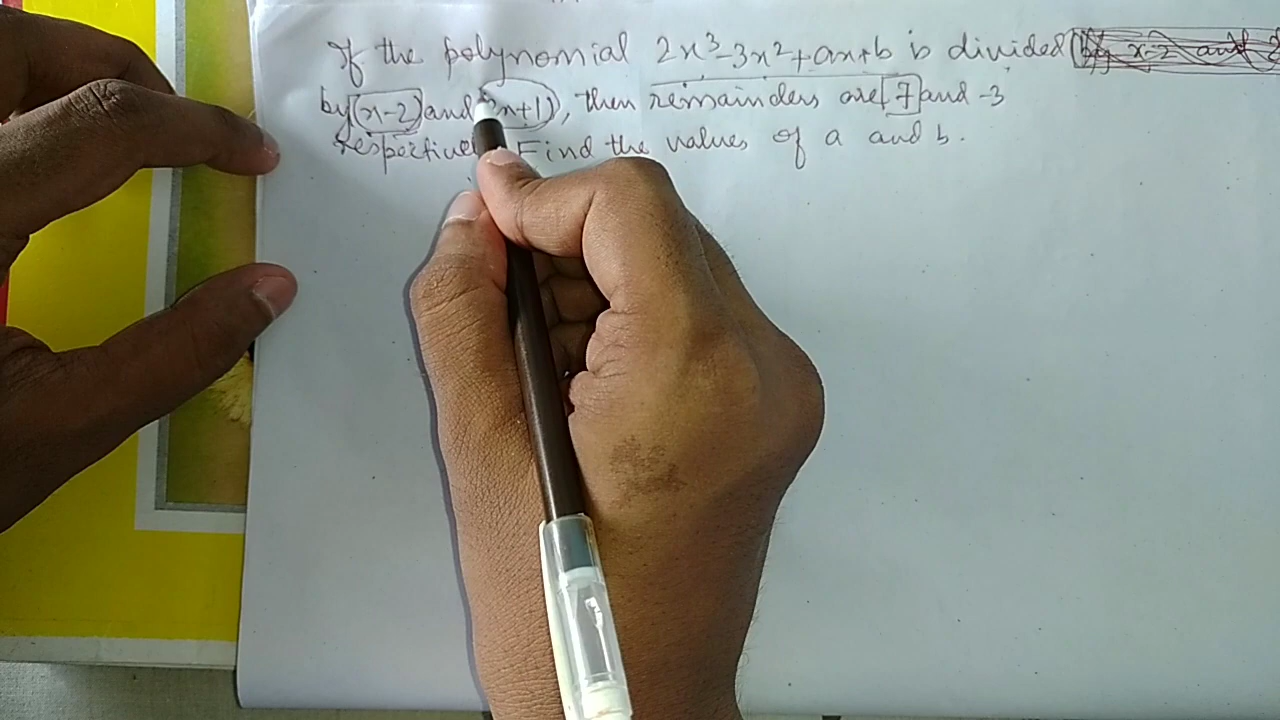 If the polynomial 2x³-3x²+ax+b is divided
by (x-2) and x+1), then remainders are 7 and -3
Find the values of a and b.